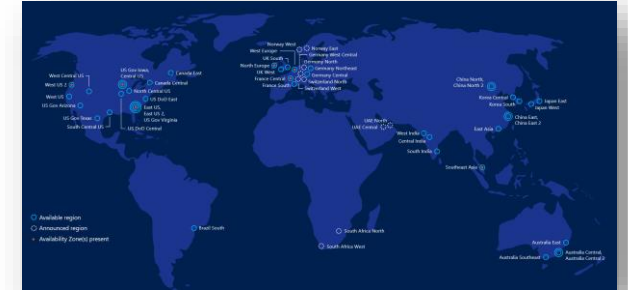 Norway West
Norway East
West Europe
Germany West Central
Germany North
UK South
Germany Northeast
North Europe
UK West
Germany Central
France Central
Switzerland North
France South
Switzerland West
West Central US
US Gov Iowa,
Central US
Canada East
West US 2
Canada Central
North Central US
West US
US DoD East
US Gov Arizona
East US,
East US 2,
US Gov Virginia
US Gov Texas
South Central US
US DoD Central
China North,
China North 2
Korea Central
Korea South
Japan East
Japan West
China East,
China East 2
East Asia
UAE North
UAE Central
West India
Central India
South India
Southeast Asia
Available region
Announced region
Availability Zone(s) present
Brazil South
South Africa North
South Africa West
Australia East
Australia Southeast
Australia Central,
Australia Central 2